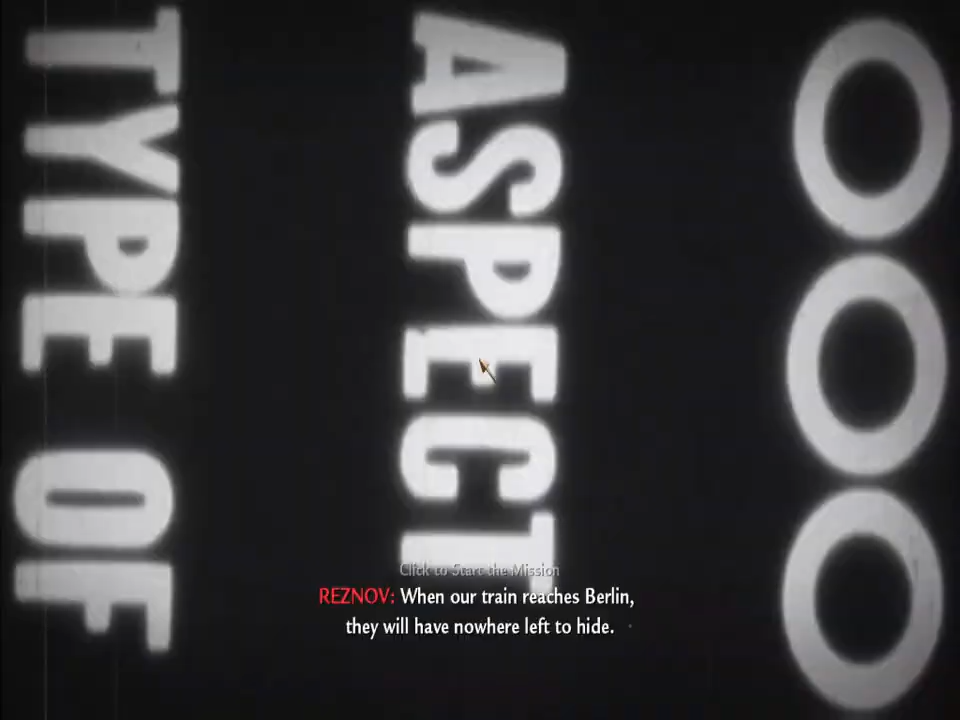 TYPE OF
ASPECT
OOO
Click to Start the Mission
REZNOV: When our train reaches Berlin,
they will have nowhere left to hide.